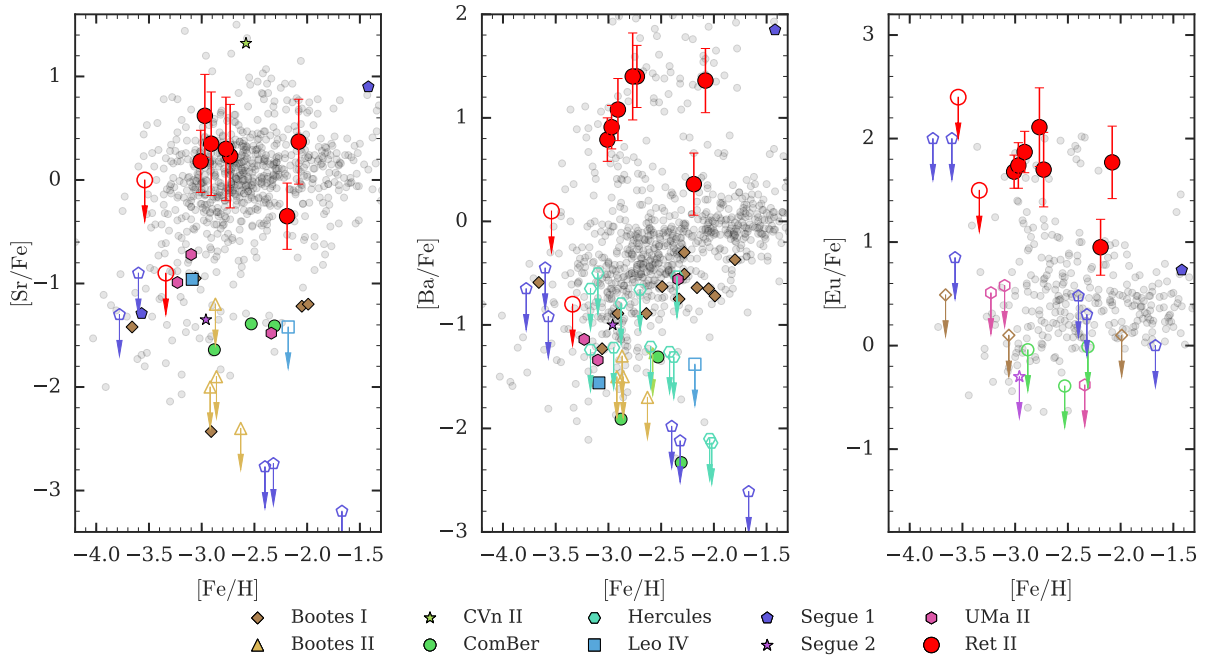 1
0
−1
−2
−3
[Sr/Fe]
−4.0 −3.5 −3.0 −2.5 −2.0 −1.5
[Fe/H]
2
1
0
−1
−2
−3
[Ba/Fe]
−4.0 −3.5 −3.0 −2.5 −2.0 −1.5
[Fe/H]
3
2
1
0
−1
[Eu/Fe]
−4.0 −3.5 −3.0 −2.5 −2.0 −1.5
[Fe/H]
Bootes I CVn II Hercules Segue 1 UMa II
Bootes II ComBer Leo IV Segue 2 Ret II